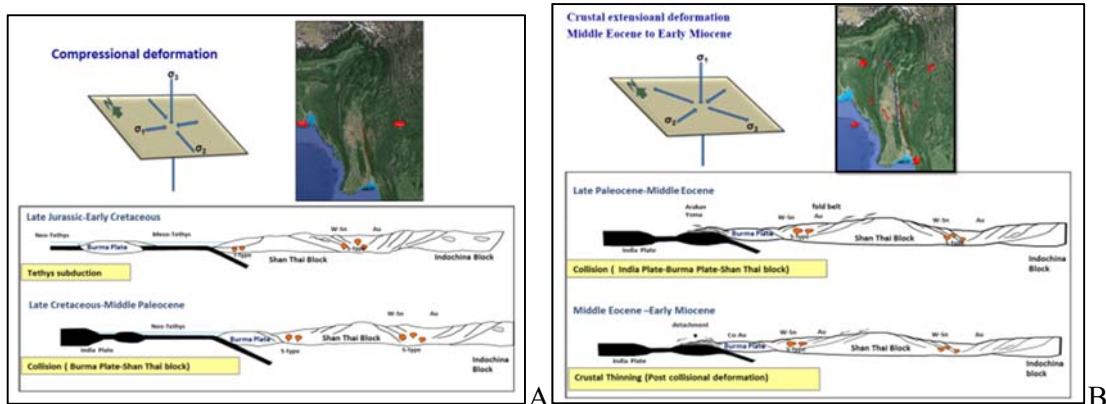 Compressional deformation
σ₃
N
σ₁
σ₂
Late Jurassic-Early Cretaceous
Neo-Tethys Meso-Tethys W-Sn Au
Burma Plate
Shan Thai Block
Indochina Block
Tethys subduction
Late Cretaceous-Middle Paleocene
Neo-Tethys W-Sn Au
Burma Plate Shan Thai Block
India Plate S-Type S-Type
Indochina
Block
Collision ( Burma Plate-Shan Thai block)
A
Crustal extensioanl deformation
Middle Eocene to Early Miocene
σ₁
N
σ₂
Late Paleocene-Middle Eocene
Arakan
Yoma
fold belt
W-Sn Au W-Sn Au
Burma Plate
S-Type
India Plate
Shan Thai Block
Indochina
Block
Collision ( India Plate-Burma Plate-Shan Thai block)
Middle Eocene –Early Miocene
detachment Cu Au W-Sn Au W-Sn Au
Burma Plate
Shan Thai Block
India Plate
Indochina
block
Crustal Thinning (Post collisional deformation)
B